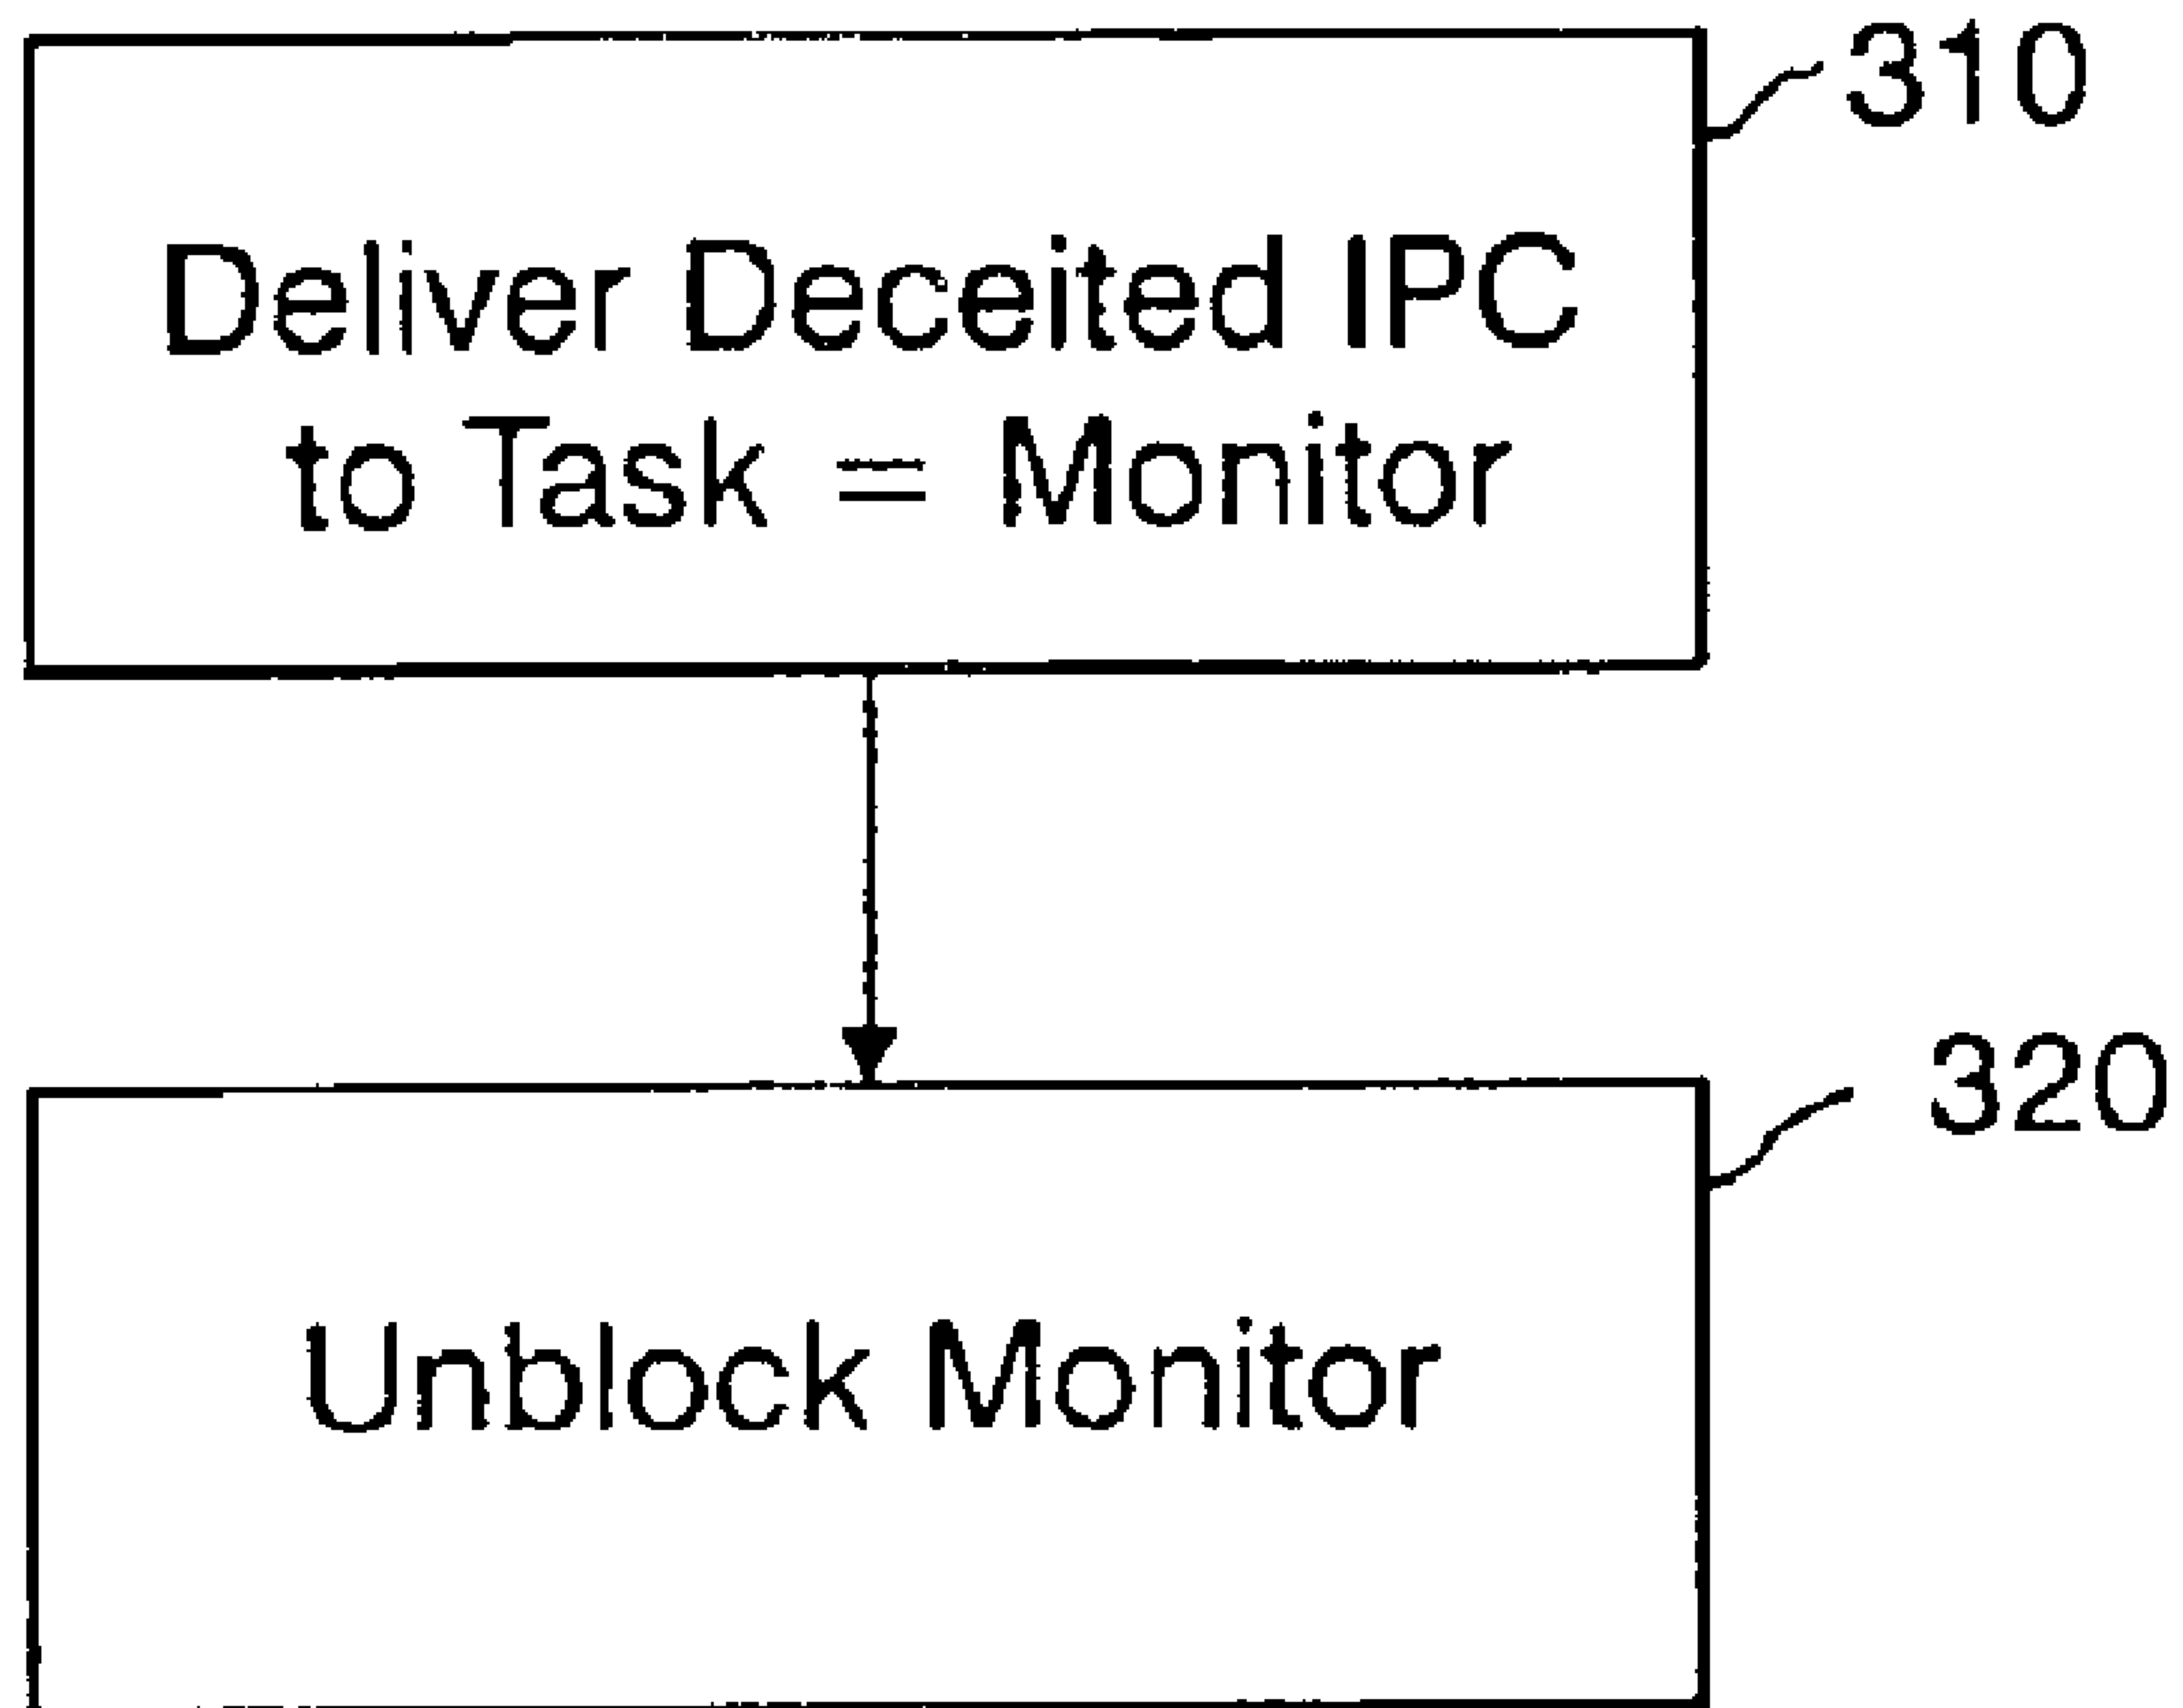 310
Deliver Deceited IPC
to Task = Monitor
320
Unblock Monitor